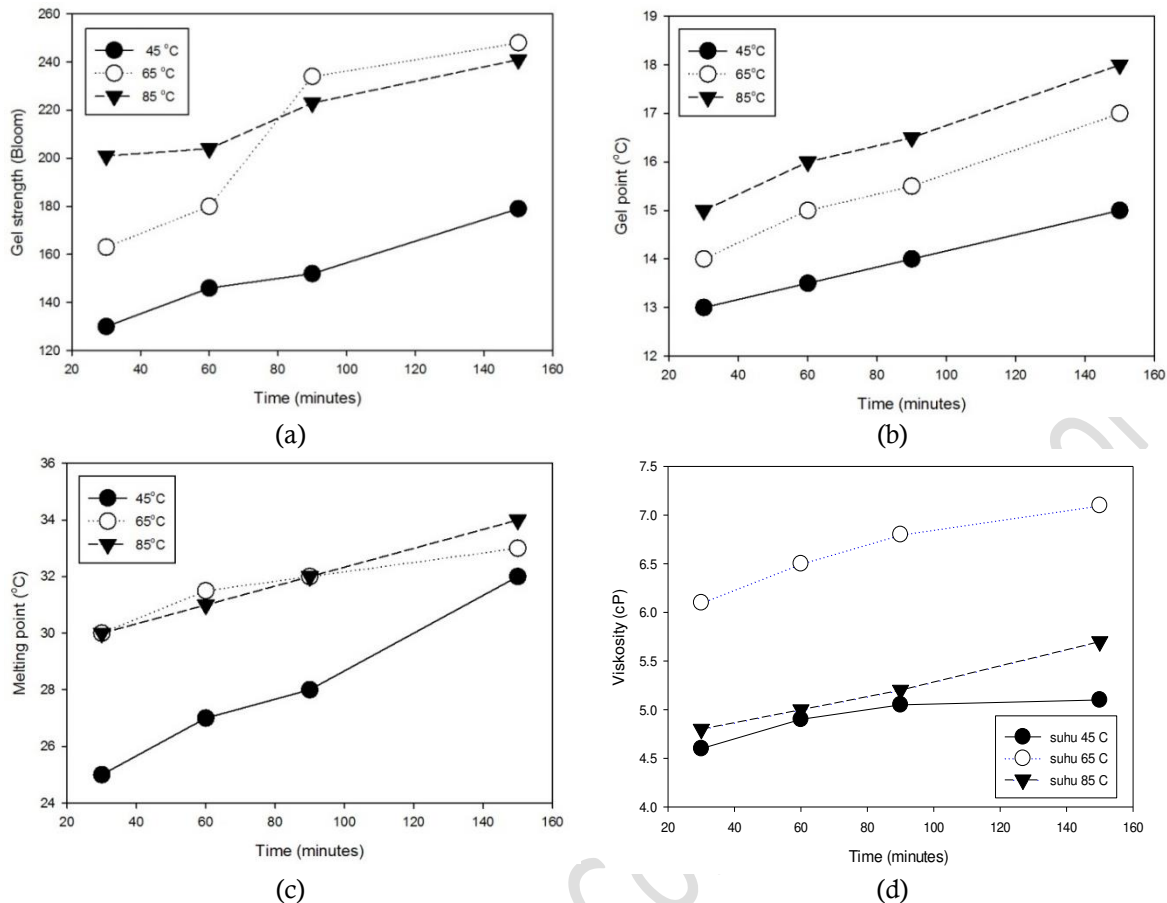 260
240
220
200
180
160
140
120
20
40
60
80
100
120
140
160
Gel strength (Bloom)
Time (minutes)
45 °C
65 °C
85 °C
(a)
19
18
17
16
15
14
13
12
20
40
60
80
100
120
140
160
Gel point (°C)
Time (minutes)
45°C
65°C
85°C
(b)
36
34
32
30
28
26
24
20
40
60
80
100
120
140
160
Melting point (°C)
Time (minutes)
45°C
65°C
85°C
(c)
7.5
7.0
6.5
6.0
5.5
5.0
4.5
4.0
20
40
60
80
100
120
140
160
Viskosity (cP)
Time (minutes)
suhu 45 C
suhu 65 C
suhu 85 C
(d)